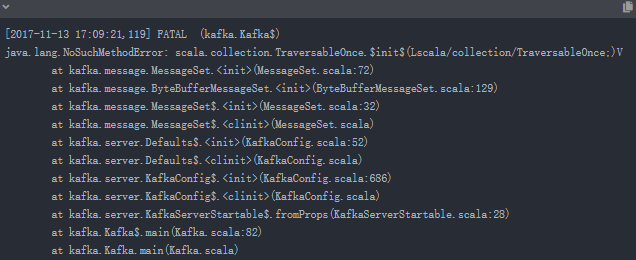 [2017-11-13 17:09:21,119] FATAL  (kafka.Kafka$)
java.lang.NoSuchMethodError: scala.collection.TraversableOnce.$init$(Lscala/collection/TraversableOnce;)V
        at kafka.message.MessageSet.<init>(MessageSet.scala:72)
        at kafka.message.ByteBufferMessageSet.<init>(ByteBufferMessageSet.scala:129)
        at kafka.message.MessageSet$.<init>(MessageSet.scala:32)
        at kafka.message.MessageSet$.<clinit>(MessageSet.scala)
        at kafka.server.Defaults$.<init>(KafkaConfig.scala:52)
        at kafka.server.Defaults$.<clinit>(KafkaConfig.scala)
        at kafka.server.KafkaConfig$.<init>(KafkaConfig.scala:686)
        at kafka.server.KafkaConfig$.<clinit>(KafkaConfig.scala)
        at kafka.server.KafkaServerStartable$.fromProps(KafkaServerStartable.scala:28)
        at kafka.Kafka$.main(Kafka.scala:82)
        at kafka.Kafka.main(Kafka.scala)